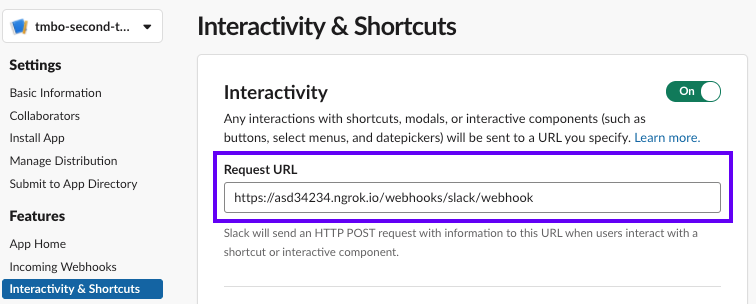 tmbo-second-t...
Settings
Basic Information
Collaborators
Install App
Manage Distribution
Submit to App Directory
Features
App Home
Incoming Webhooks
Interactivity & Shortcuts
Interactivity & Shortcuts
Interactivity
On
Any interactions with shortcuts, modals, or interactive components (such as
buttons, select menus, and datepickers) will be sent to a URL you specify. Learn more.
Request URL
https://asd34234.ngrok.io/webhooks/slack/webhook
Slack will send an HTTP POST request with information to this URL when users interact with a
shortcut or interactive component.